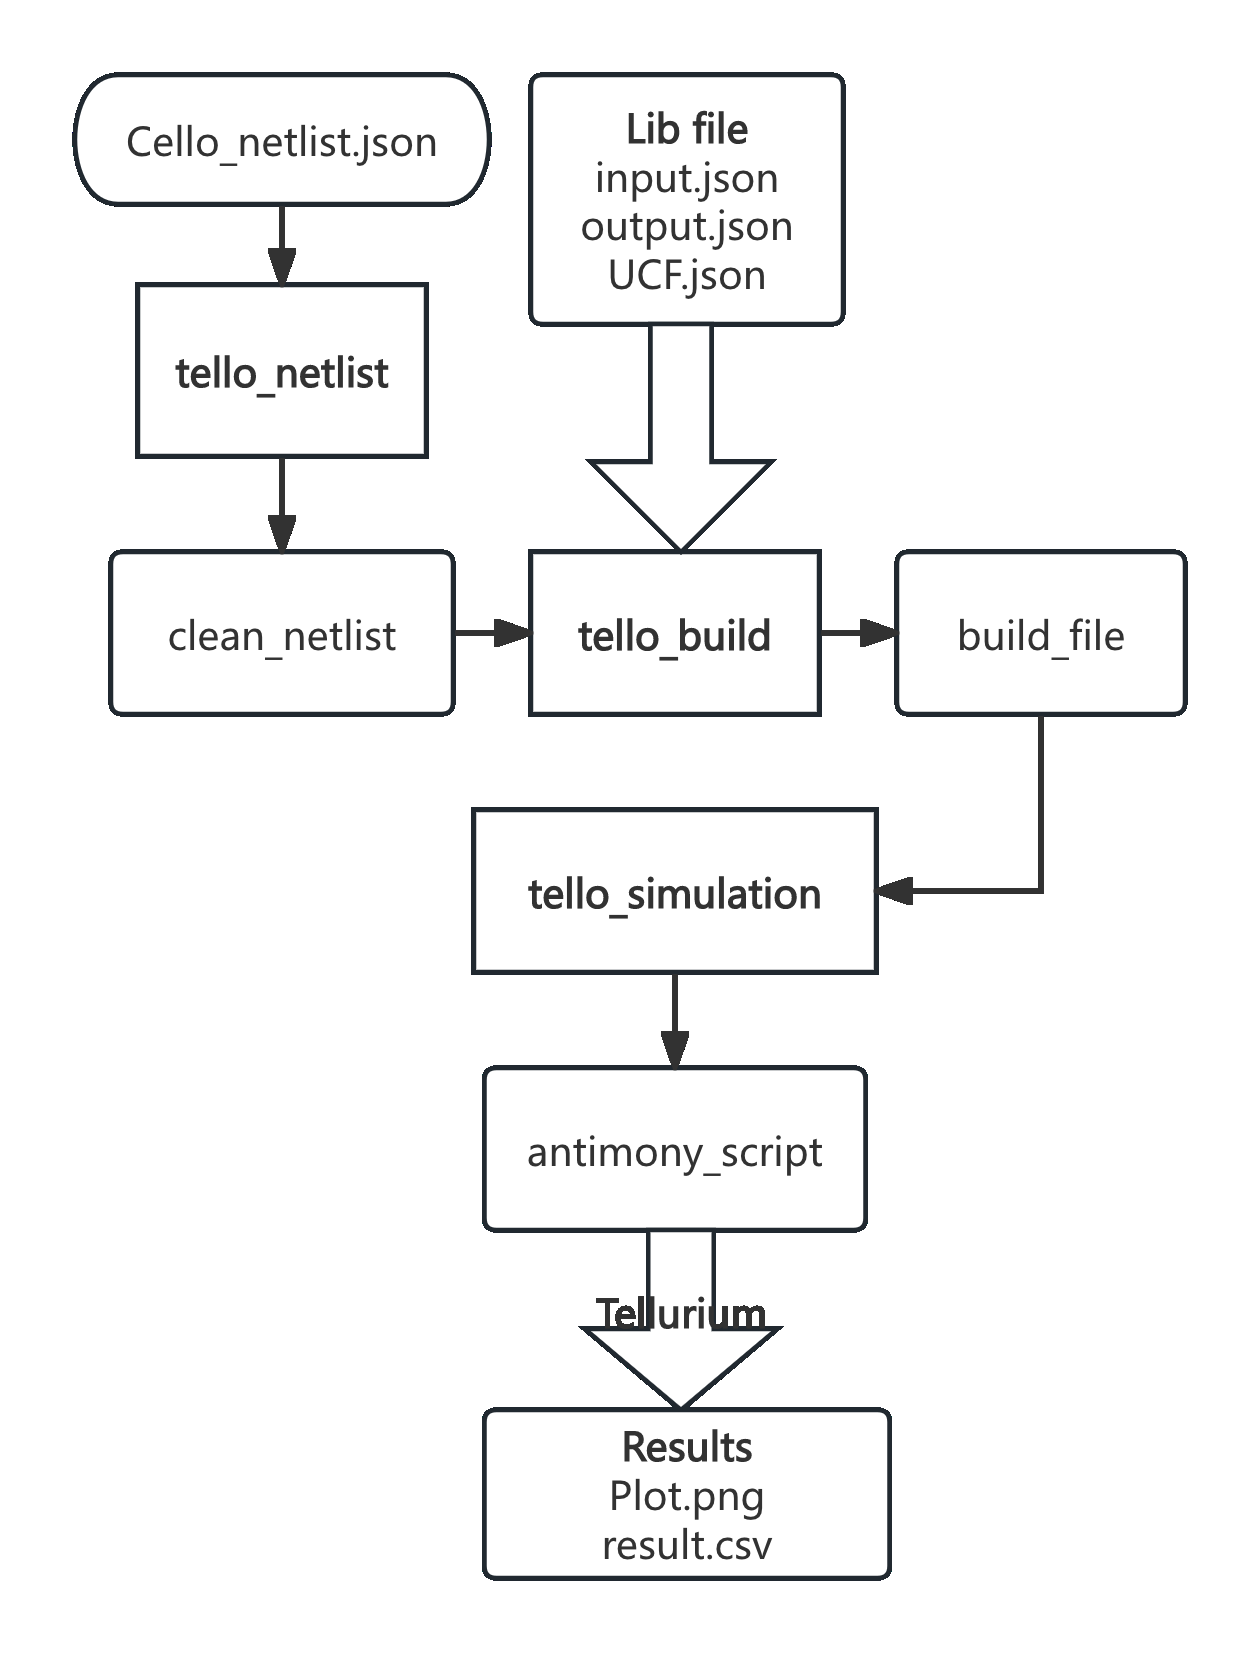 Cello_netlist.json
Lib file
input.json
output.json
UCF.json
tello_netlist
clean_netlist
tello_build
build_file
tello_simulation
antimony_script
Tellurium
Results
Plot.png
result.csv